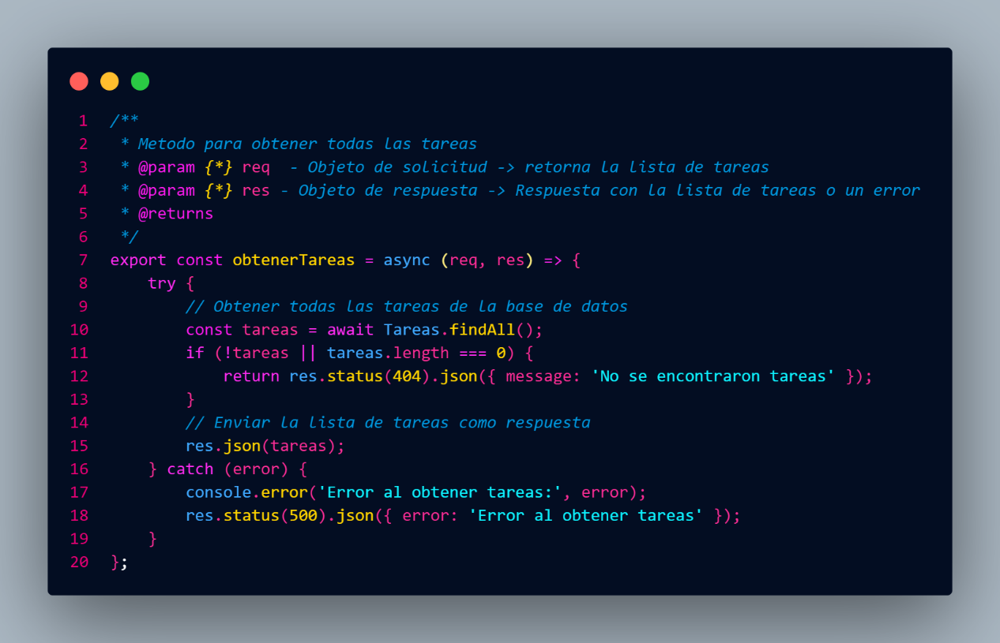 1 /**
2  * Metodo para obtener todas las tareas
3  * @param {*} req  - Objeto de solicitud -> retorna la lista de tareas
4  * @param {*} res - Objeto de respuesta -> Respuesta con la lista de tareas o un error
5  * @returns
6  */
7 export const obtenerTareas = async (req, res) => {
8     try {
9         // Obtener todas las tareas de la base de datos
10         const tareas = await Tareas.findAll();
11         if (!tareas || tareas.length === 0) {
12             return res.status(404).json({ message: 'No se encontraron tareas' });
13         }
14         // Enviar la lista de tareas como respuesta
15         res.json(tareas);
16     } catch (error) {
17         console.error('Error al obtener tareas:', error);
18         res.status(500).json({ error: 'Error al obtener tareas' });
19     }
20 };